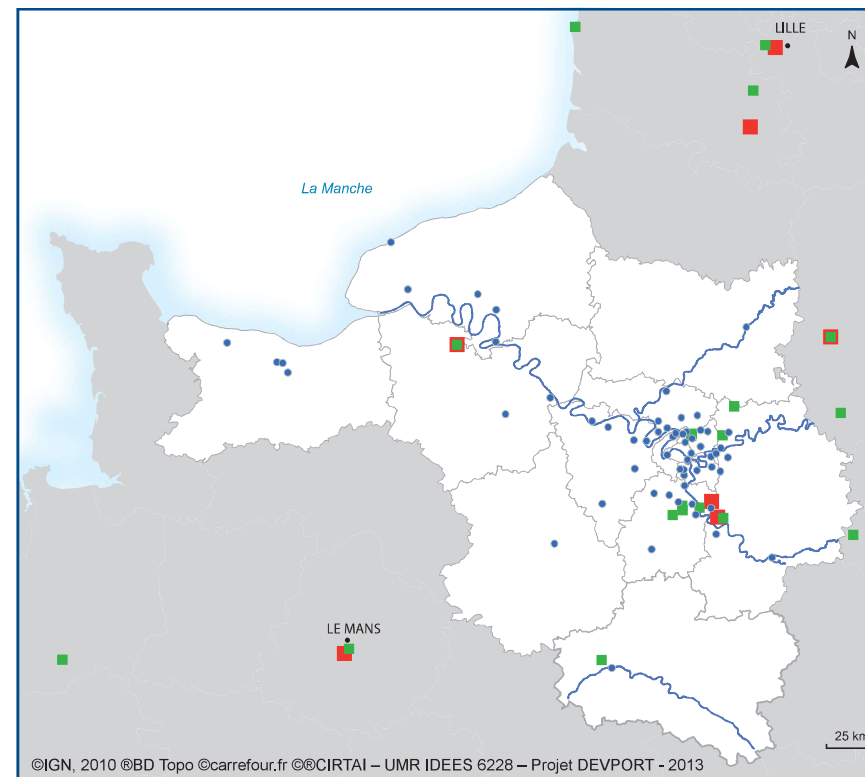 LILLE
N
La Manche
LE MANS
25 km
©IGN, 2010 ®BD Topo ©carrefour.fr ©®CIRTAI – UMR IDEES 6228 – Projet DEVPORT - 2013